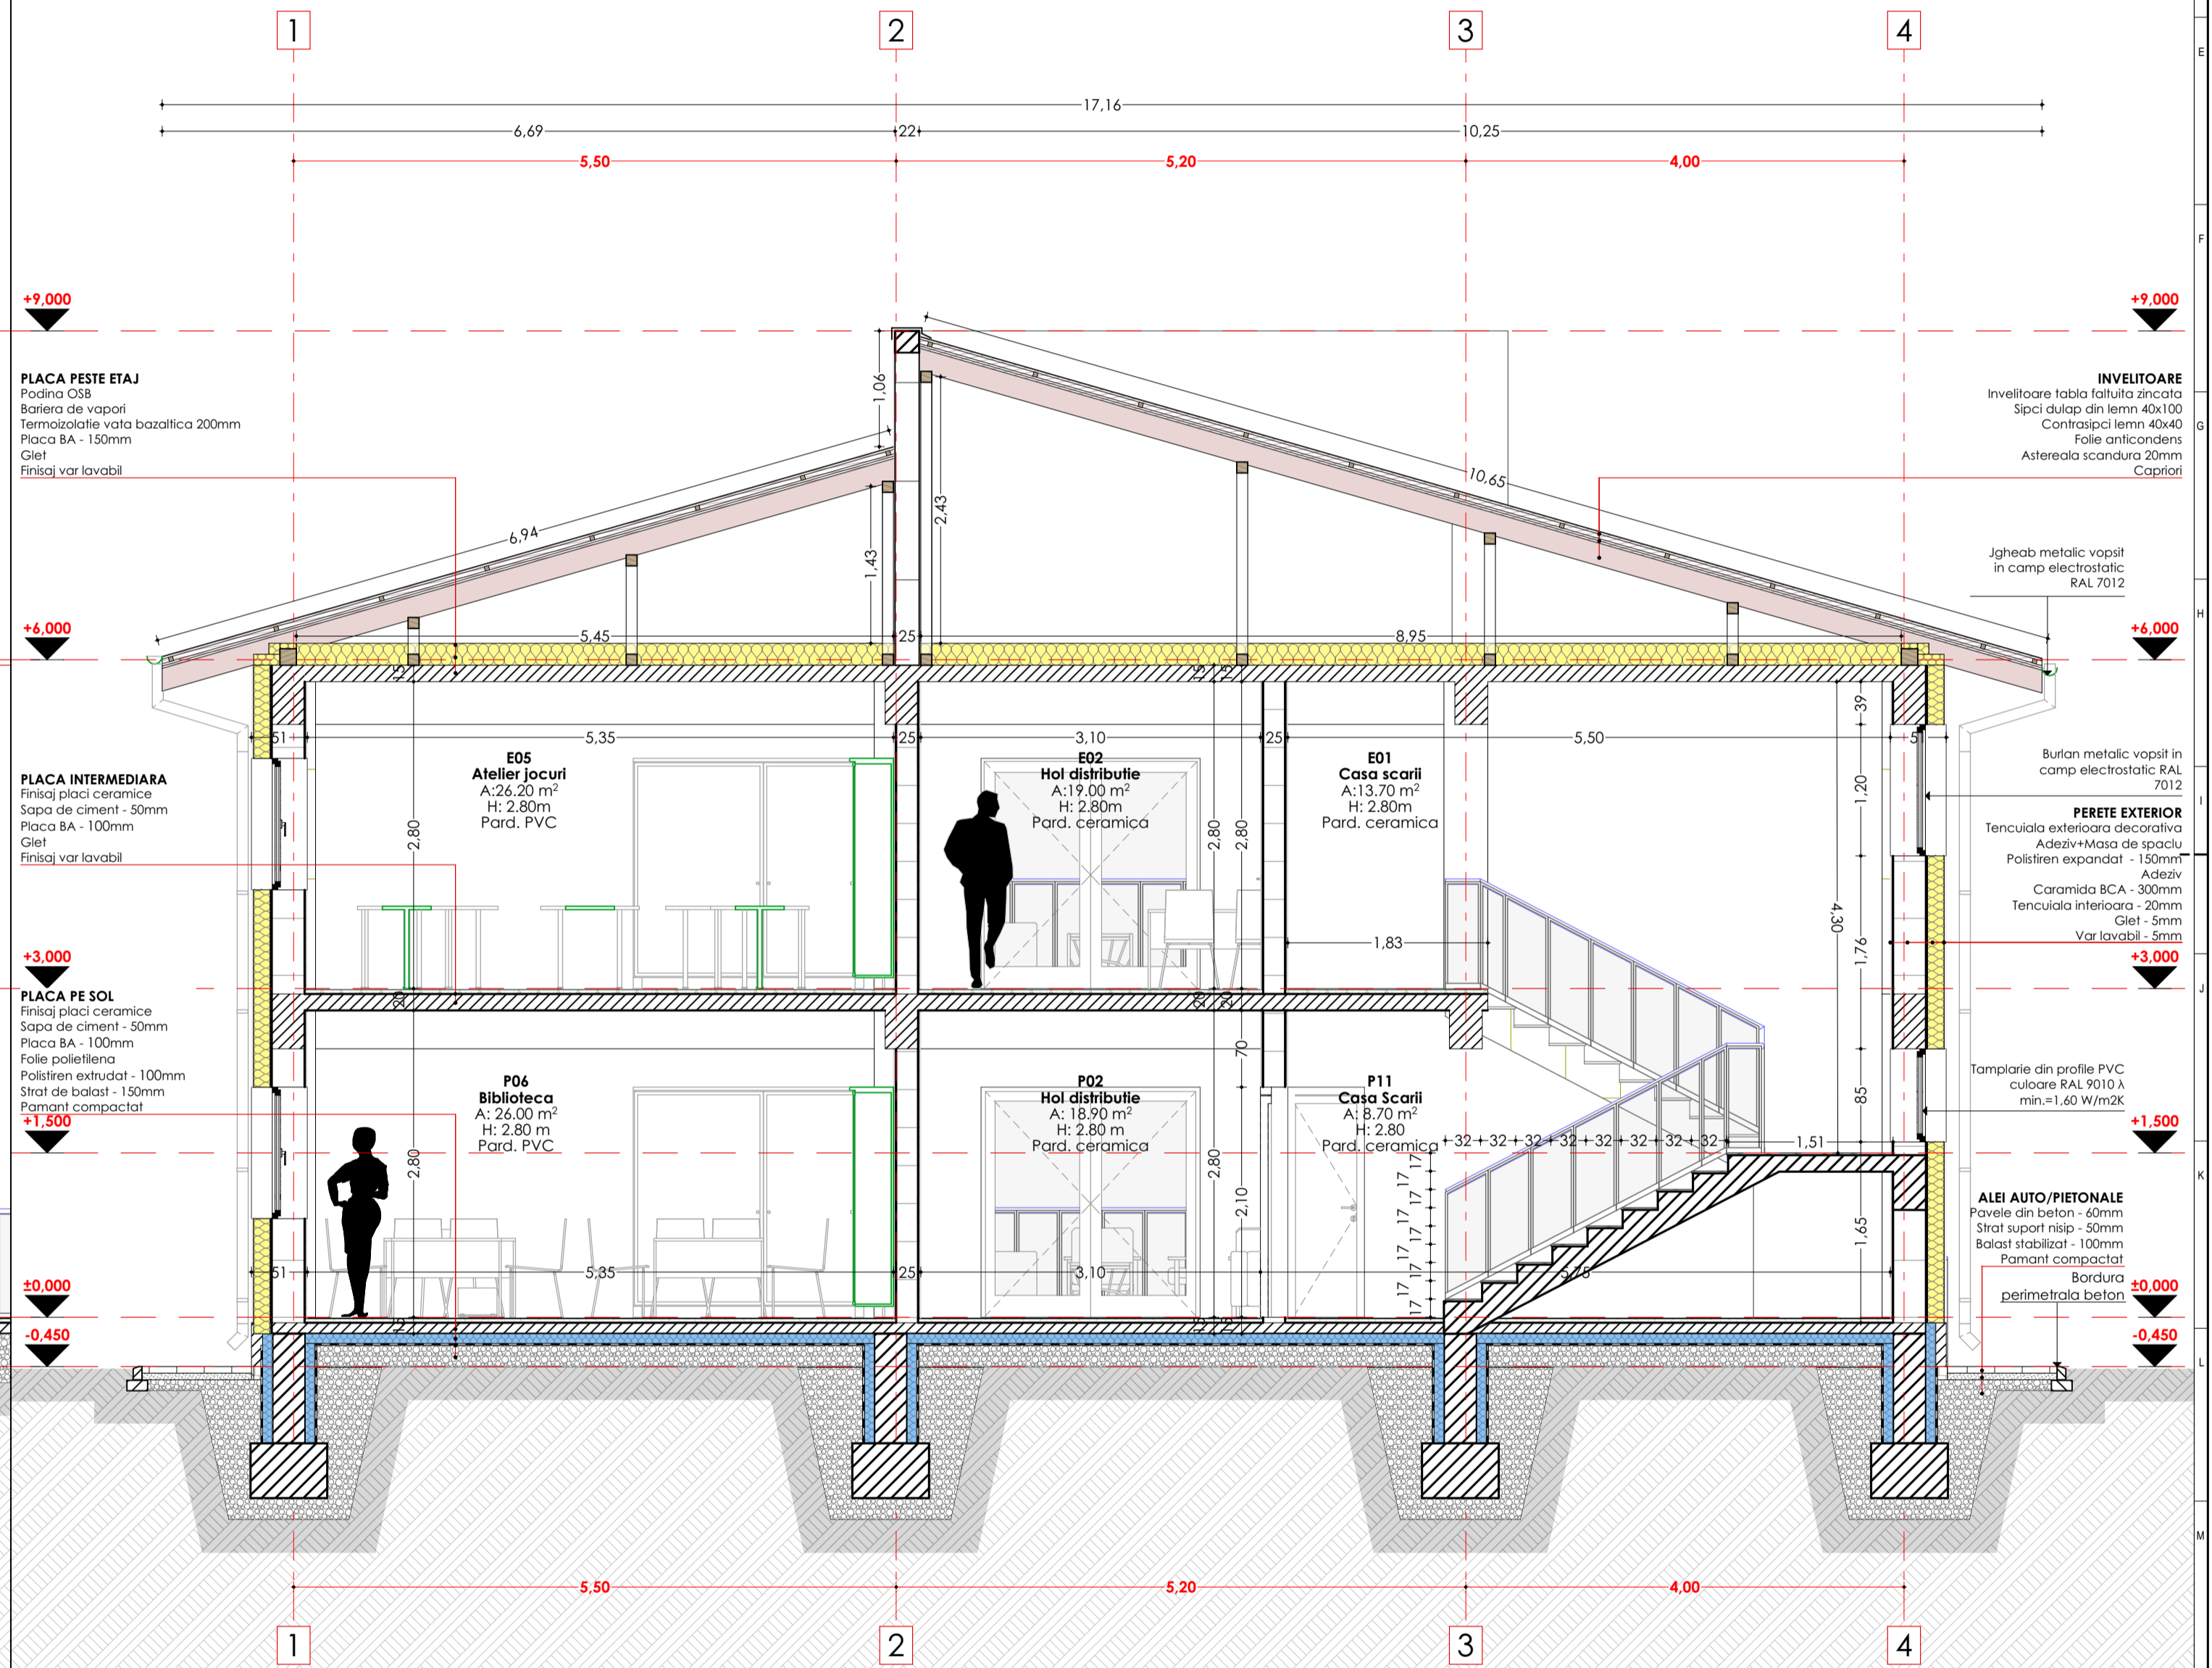 1
2
3
4
E
F
G
H
I
J
K
L
M
17,16
6,69
22
10,25
5,50
5,20
4,00
+9,000
+9,000
PLACA PESTE ETAJ
Podina OSB
Bariera de vapori
Termoizolatie vata bazaltica 200mm
Placa BA - 150mm
Glet
Finisaj var lavabil
INVELITOARE
Invelitoare tabla faltuita zincata
Sipci dulap din lemn 40x100
Contrasipci lemn 40x40
Folie anticondens
Astereala scandura 20mm
Capriori
1,06
2,43
1,43
6,94
10,65
Jgheab metalic vopsit
in camp electrostatic
RAL 7012
+6,000
+6,000
5,45
25
8,95
15
15
15
39
51
5,35
25
3,10
25
5,50
5
E05
Atelier jocuri
A:26.20 m²
H: 2.80m
Pard. PVC
E02
Hol distributie
A:19.00 m²
H: 2.80m
Pard. ceramica
E01
Casa scarii
A:13.70 m²
H: 2.80m
Pard. ceramica
Burlan metalic vopsit in
camp electrostatic RAL
7012
PLACA INTERMEDIARA
Finisaj placi ceramice
Sapa de ciment - 50mm
Placa BA - 100mm
Glet
Finisaj var lavabil
PERETE EXTERIOR
Tencuiala exterioara decorativa
Adeziv+Masa de spaclu
Polistiren expandat - 150mm
Adeziv
Caramida BCA - 300mm
Tencuiala interioara - 20mm
Glet - 5mm
Var lavabil - 5mm
2,80
2,80
2,80
1,20
4,30
1,76
1,83
+3,000
+3,000
20
20
20
PLACA PE SOL
Finisaj placi ceramice
Sapa de ciment - 50mm
Placa BA - 100mm
Folie polietilena
Polistiren extrudat - 100mm
Strat de balast - 150mm
Pamant compactat
70
85
P06
Biblioteca
A: 26.00 m²
H: 2.80 m
Pard. PVC
P02
Hol distributie
A: 18.90 m²
H: 2.80 m
Pard. ceramica
P11
Casa Scarii
A: 8.70 m²
H: 2.80
Pard. ceramica
Tamplarie din profile PVC
culoare RAL 9010 λ
min.=1,60 W/m2K
+1,500
+1,500
32 32 32 32 32 32 32 32
1,51
2,80
2,80
2,10
17 17 17 17 17 17 17 17 17
1,65
ALEI AUTO/PIETONALE
Pavele din beton - 60mm
Strat suport nisip - 50mm
Balast stabilizat - 100mm
Pamant compactat
Bordura
perimetrala beton
51
5,35
25
3,10
5,75
±0,000
±0,000
15
15
15
-0,450
-0,450
5,50
5,20
4,00
1
2
3
4